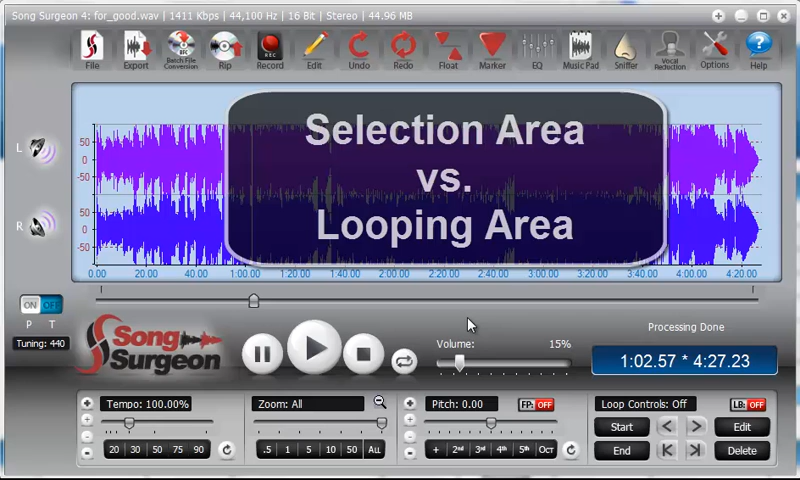 Song Surgeon 4: for_good.wav | 1411 Kbps | 44,100 Hz | 16 Bit | Stereo | 44.96 MB
File Export Batch File Conversion Rip Record Edit Undo Redo Float Marker EQ Music Pad Sniffer Vocal Reduction Options Help
REC
Selection Area
vs.
Looping Area
L
50
0
-50
R
50
0
-50
0.00 20.00 40.00 1:00.00 1:20.00 1:40.00 2:00.00 2:20.00 2:40.00 3:00.00 3:20.00 3:40.00 4:00.00 4:20.00
ON OFF
P T
Tuning: 440
Song
Surgeon
Volume: 15%
Processing Done
1:02.57 * 4:27.23
Tempo: 100.00% Zoom: All Pitch: 0.00 FP: OFF Loop Controls: Off LB: OFF
Start < > Edit
20 30 50 75 90 .5 1 5 10 50 ALL + 2nd 3rd 4th 5th Oct End Delete